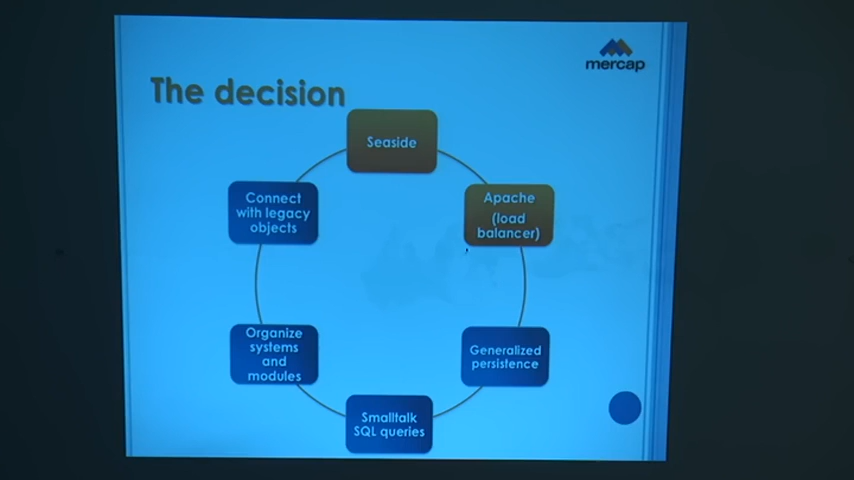 mercap
The decision
Seaside
Apache
(load
balancer)
Generalized
persistence
Smalltalk
SQL queries
Organize
systems
and
modules
Connect
with legacy
objects